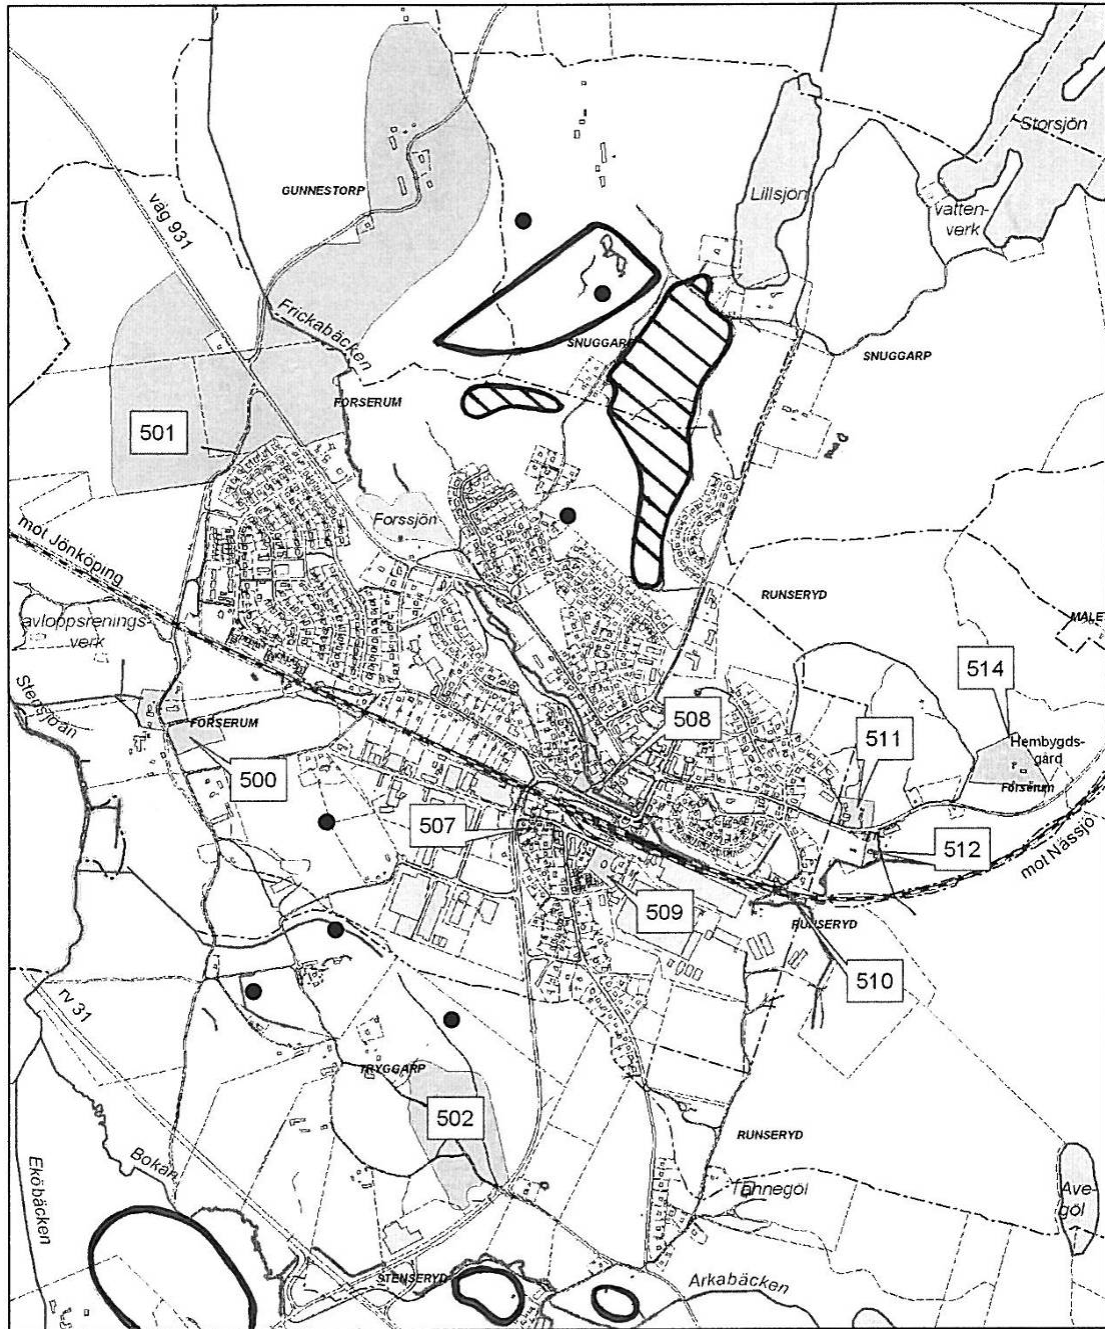 Storsjön
GUNNESTORP
Lillsjön
väg 931
vatten-
verk
Frickabäcken
SNUGGARP
SNUGGARP
FORSERUM
501
Forssjön
mot Jönköping
RUNSERYD
avloppsrenings-
verk
MALE
514
Stensjöån
FORSERUM
508
511
Hembygds-
gård
Forserum
500
507
512
mot Nässjö
509
RUNSERYD
510
rv 31
TRYGGARP
502
RUNSERYD
Bokån
Eköbäcken
Tännegöl
Ave-
göl
STENSERYD
Arkabäcken